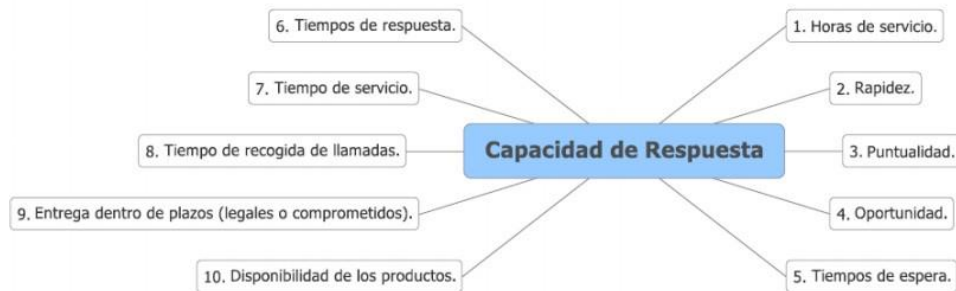 Capacidad de Respuesta
1. Horas de servicio.
2. Rapidez.
3. Puntualidad.
4. Oportunidad.
5. Tiempos de espera.
6. Tiempos de respuesta.
7. Tiempo de servicio.
8. Tiempo de recogida de llamadas.
9. Entrega dentro de plazos (legales o comprometidos).
10. Disponibilidad de los productos.